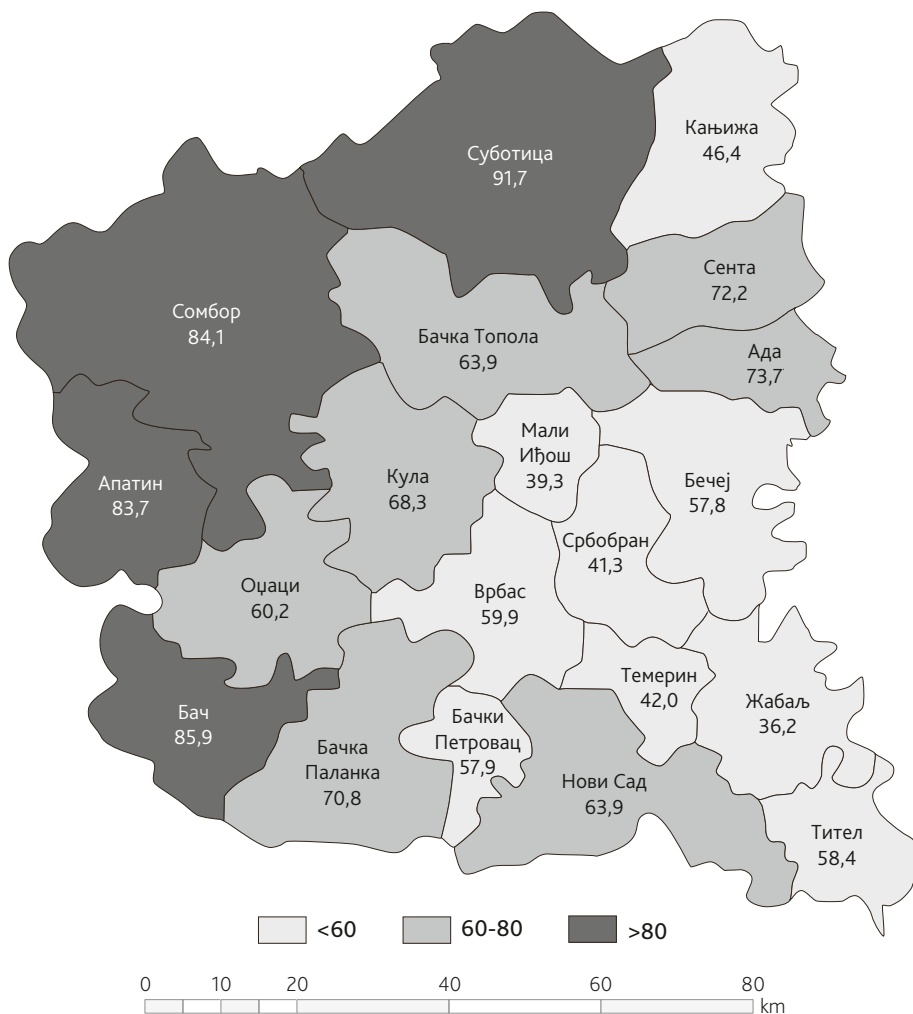 Кањижа
46,4
Суботица
91,7
Сента
72,2
Сомбор
84,1
Бачка Топола
63,9
Ада
73,7
Мали
Иђош
39,3
Апатин
83,7
Кула
68,3
Бечеј
57,8
Србобран
41,3
Оџаци
60,2
Врбас
59,9
Темерин
42,0
Жабаљ
36,2
Бач
85,9
Бачка
Паланка
70,8
Бачки
Петровац
57,9
Нови Сад
63,9
Тител
58,4
<60
60-80
>80
0 10 20 40 60 80
km